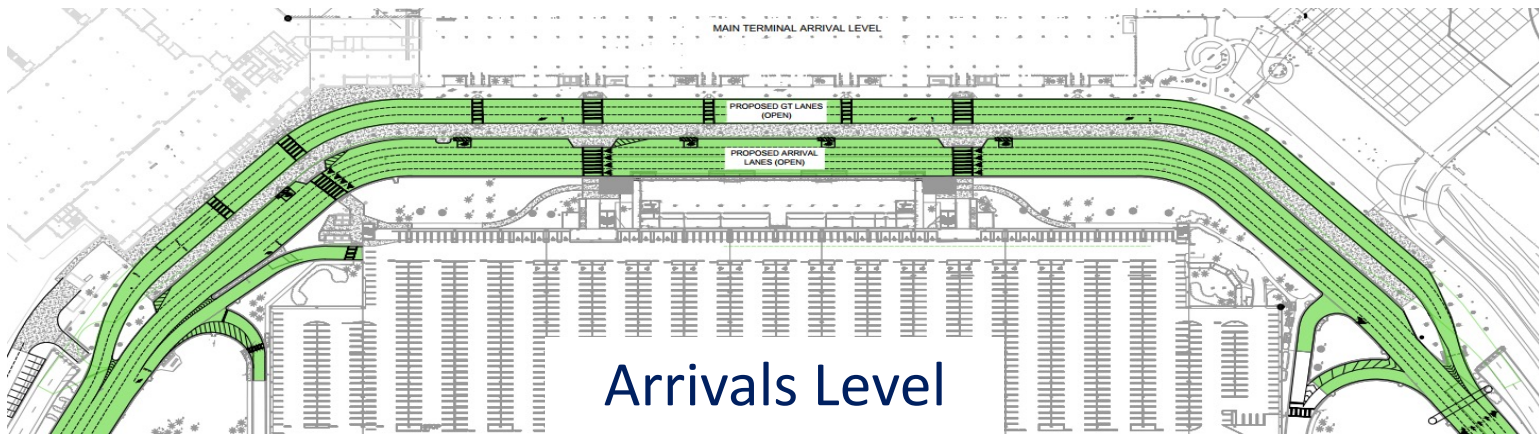 MAIN TERMINAL ARRIVAL LEVEL
PROPOSED GT LANES
(OPEN)
PROPOSED ARRIVAL
LANES (OPEN)
Arrivals Level